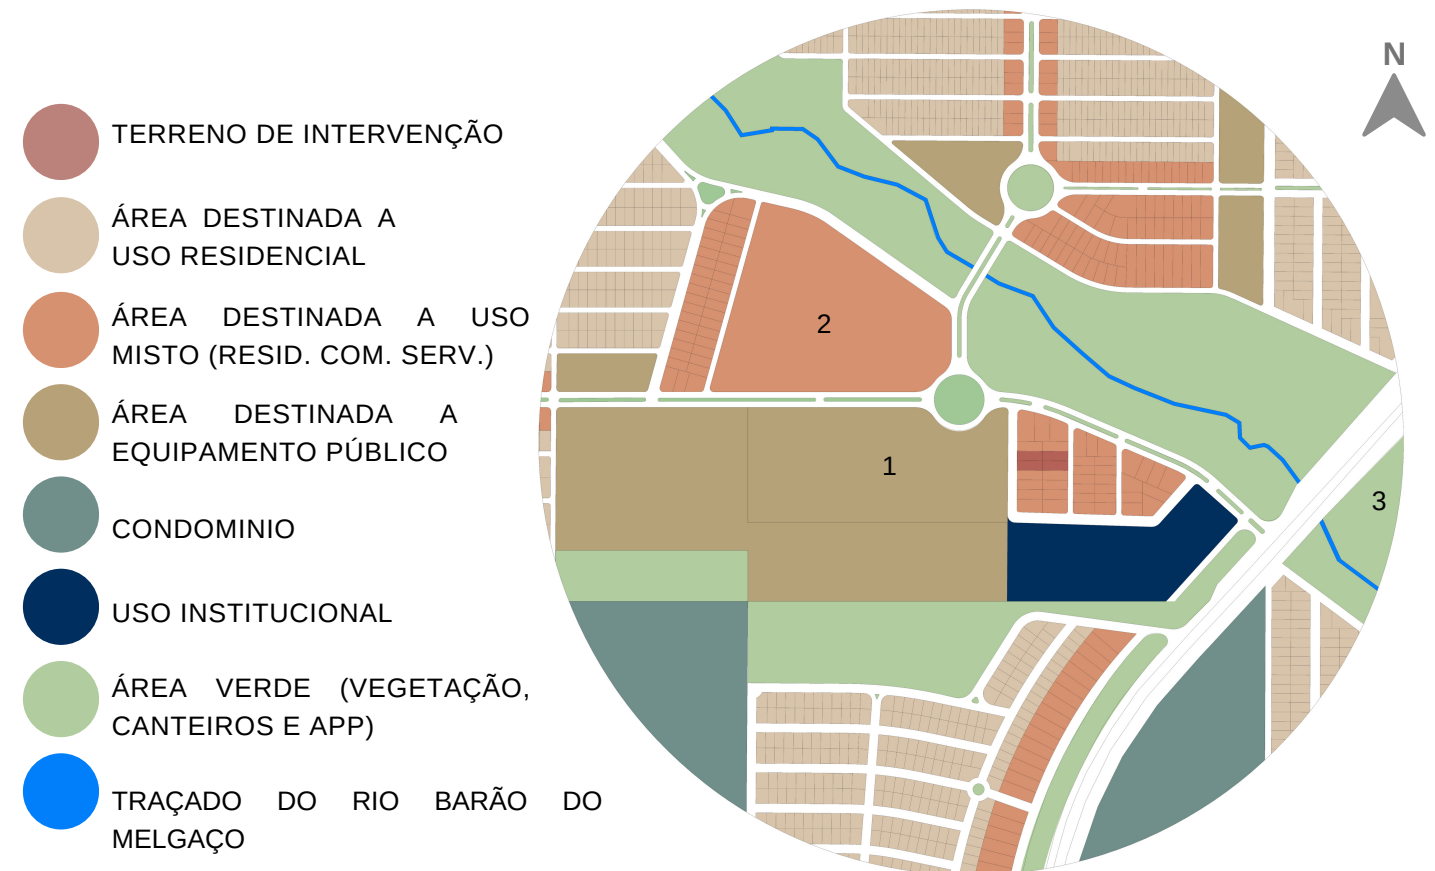 TERRENO DE INTERVENÇÃO
ÁREA DESTINADA A
USO RESIDENCIAL
ÁREA DESTINADA A USO
MISTO (RESID. COM. SERV.)
ÁREA DESTINADA A
EQUIPAMENTO PÚBLICO
CONDOMINIO
USO INSTITUCIONAL
ÁREA VERDE (VEGETAÇÃO,
CANTEIROS E APP)
TRAÇADO DO RIO BARÃO DO
MELGAÇO
N
2
1
3